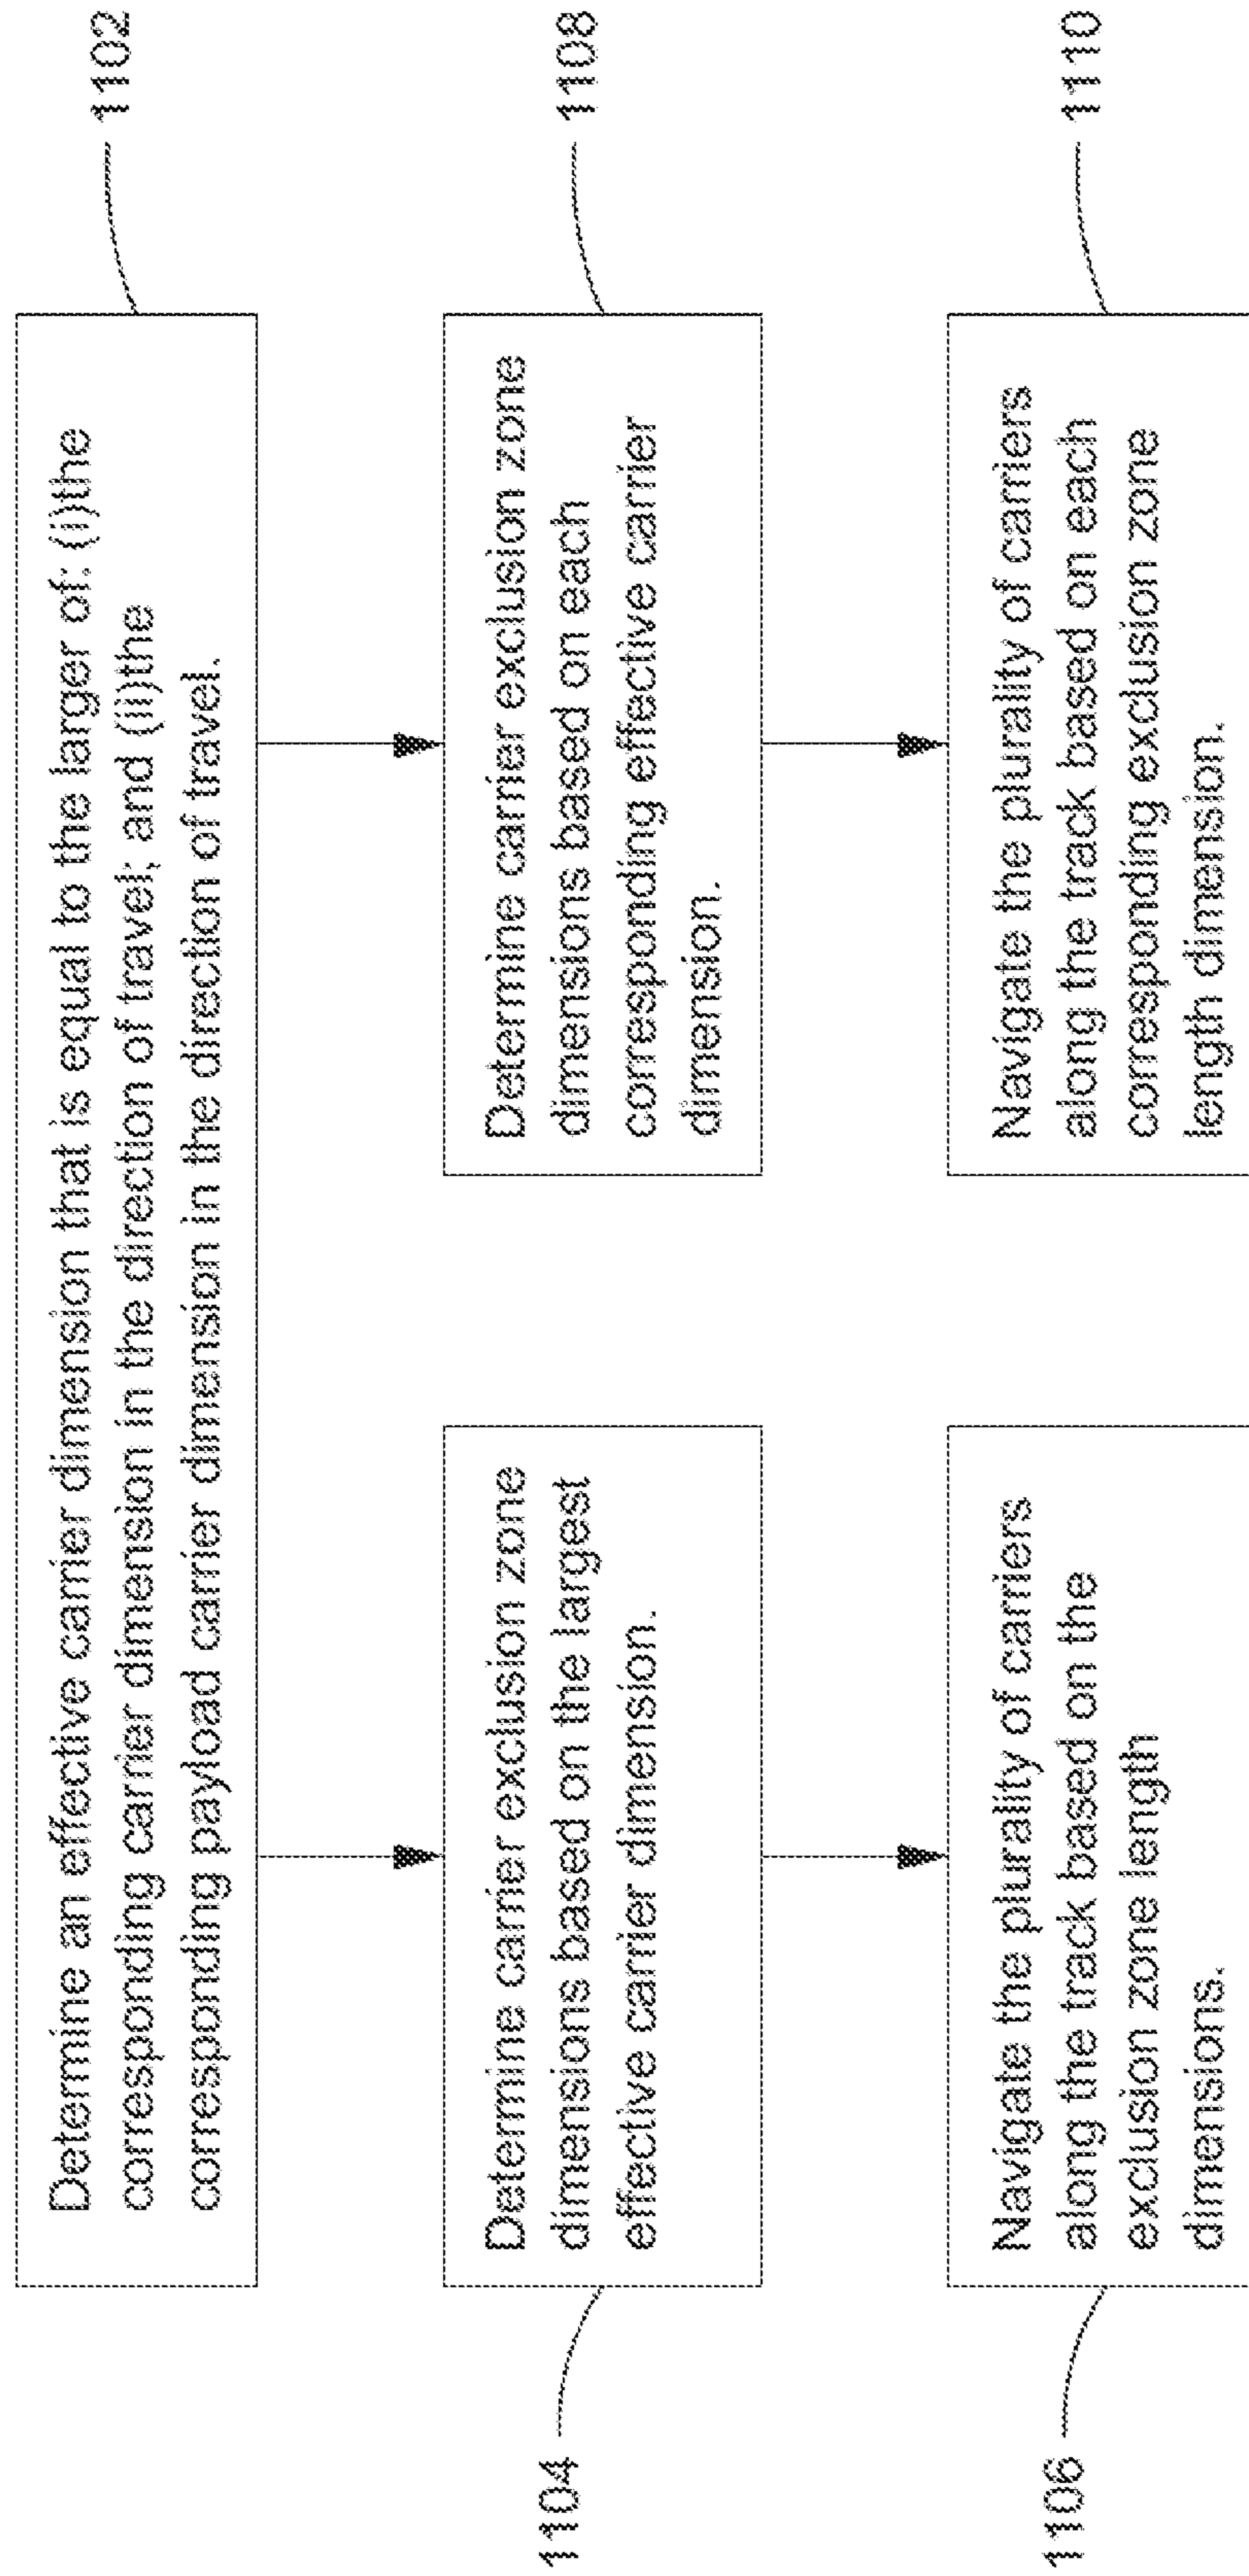 Determine an effective carrier dimension that is equal to the larger of: (i)the
corresponding carrier dimension in the direction of travel; and (ii)the
corresponding payload carrier dimension in the direction of travel.
1102
1104
Determine carrier exclusion zone
dimensions based on the largest
effective carrier dimension.
Determine carrier exclusion zone
dimensions based on each
corresponding effective carrier
dimension.
1108
1106
Navigate the plurality of carriers
along the track based on the
exclusion zone length
dimensions.
Navigate the plurality of carriers
along the track based on each
corresponding exclusion zone
length dimension.
1110